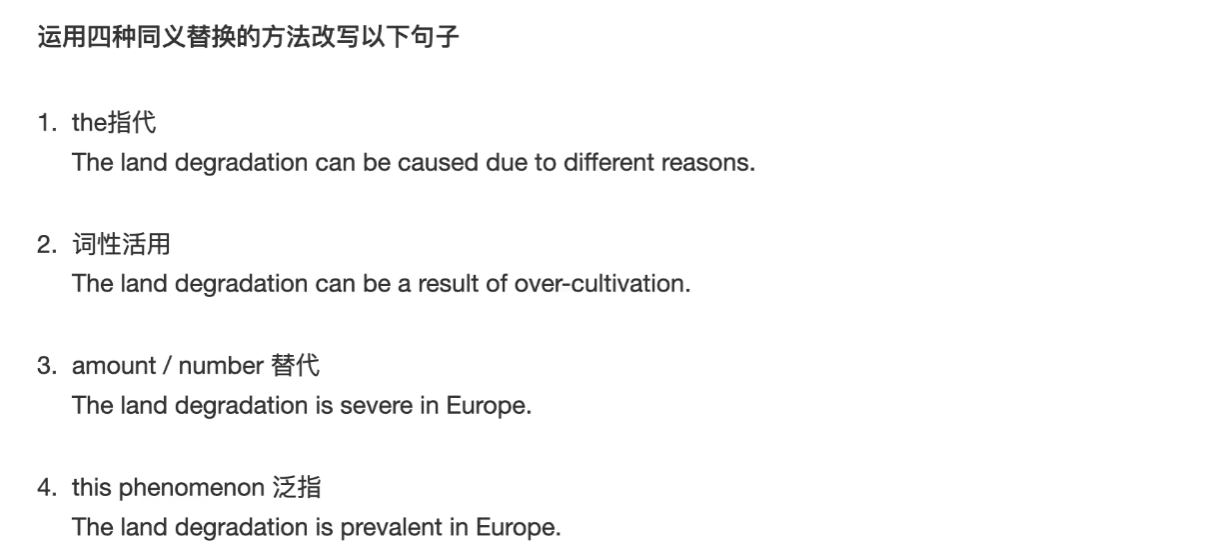 运用四种同义替换的方法改写以下句子
1. the指代
The land degradation can be caused due to different reasons.
2. 词性活用
The land degradation can be a result of over-cultivation.
3. amount / number 替代
The land degradation is severe in Europe.
4. this phenomenon 泛指
The land degradation is prevalent in Europe.